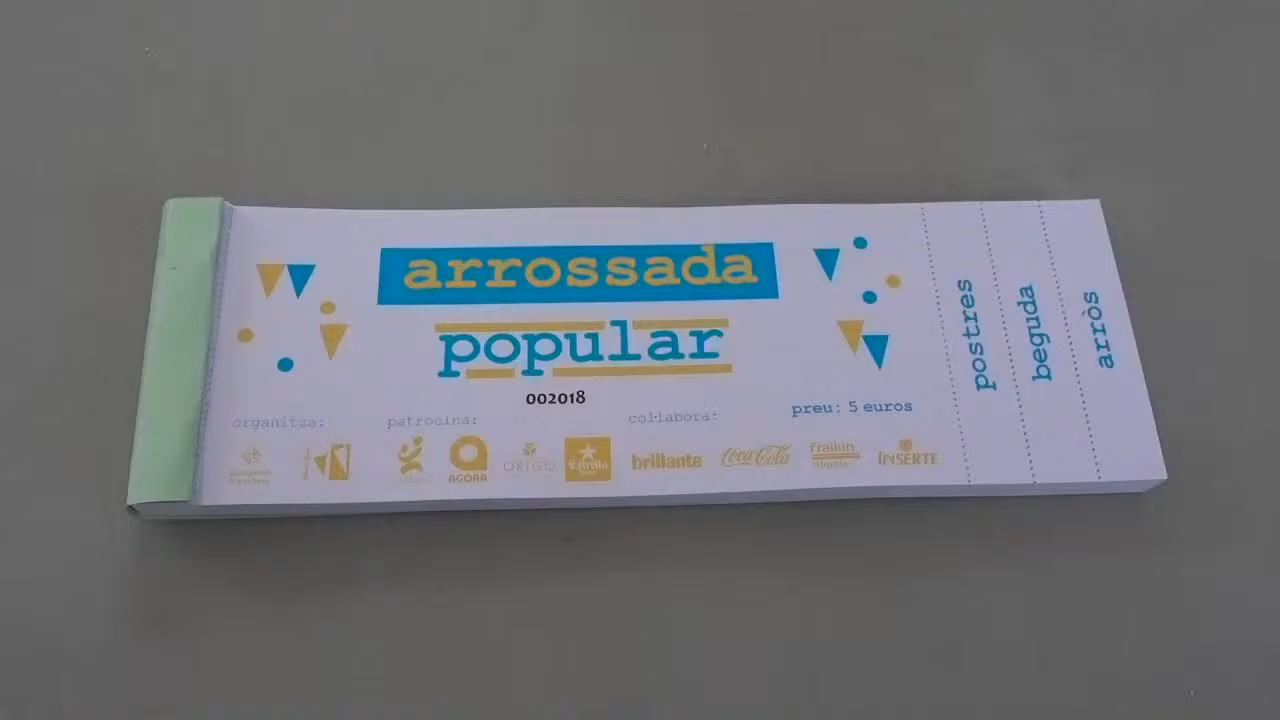 arrossada
popular
002018
organitza:
patrocina:
col·labora:
preu: 5 euros
AGORA
ORIGO
Estrella
brillante
Coca-Cola
Fraikin
Alquiler
INSERTE
postres
beguda
arròs